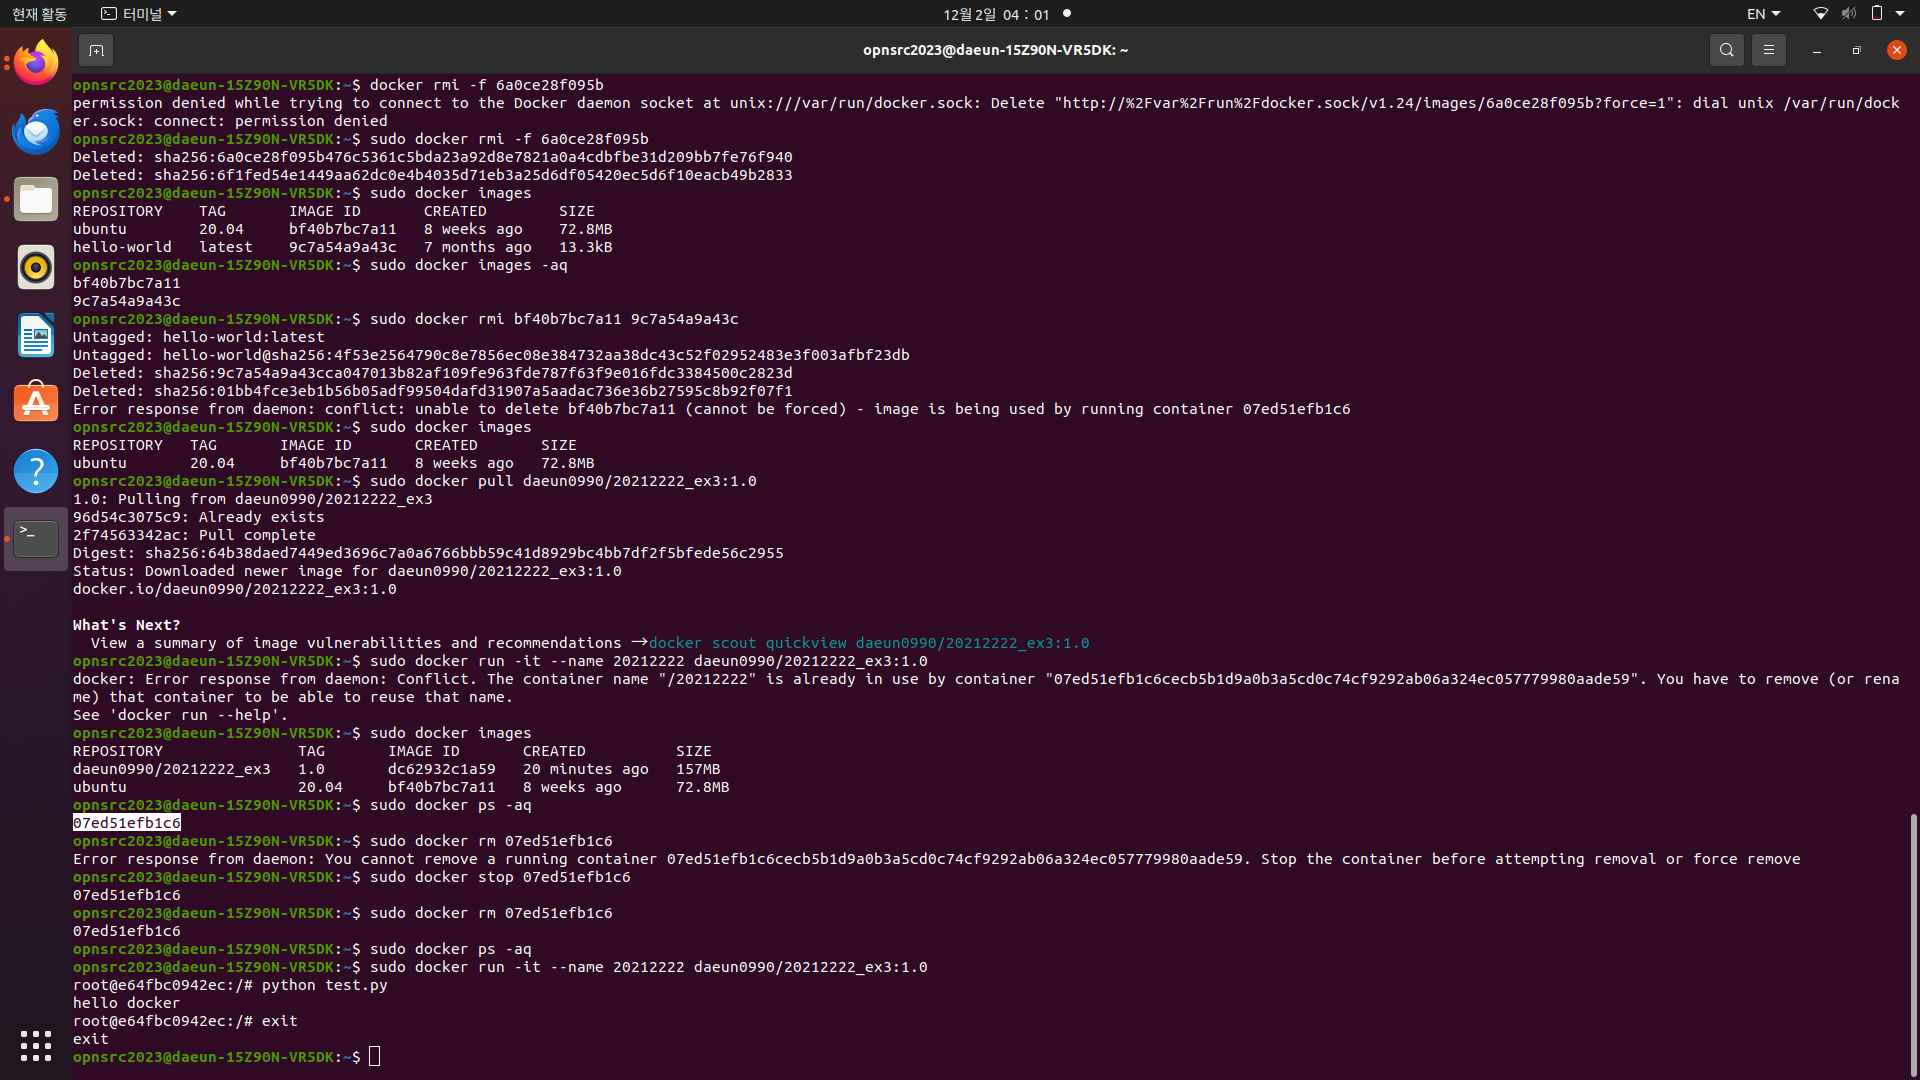 현재 활동
터미널
12월 2일 04 : 01
EN
opnsrc2023@daeun-15Z90N-VR5DK: ~
opnsrc2023@daeun-15Z90N-VR5DK:~$ docker rmi -f 6a0ce28f095b
permission denied while trying to connect to the Docker daemon socket at unix:///var/run/docker.sock: Delete "http://%2Fvar%2Frun%2Fdocker.sock/v1.24/images/6a0ce28f095b?force=1": dial unix /var/run/dock
er.sock: connect: permission denied
opnsrc2023@daeun-15Z90N-VR5DK:~$ sudo docker rmi -f 6a0ce28f095b
Deleted: sha256:6a0ce28f095b476c5361c5bda23a92d8e7821a0a4cdbfbe31d209bb7fe76f940
Deleted: sha256:6f1fed54e1449aa62dc0e4b4035d71eb3a25d6df05420ec5d6f10eacb49b2833
opnsrc2023@daeun-15Z90N-VR5DK:~$ sudo docker images
REPOSITORY    TAG       IMAGE ID       CREATED        SIZE
ubuntu        20.04     bf40b7bc7a11   8 weeks ago    72.8MB
hello-world   latest    9c7a54a9a43c   7 months ago   13.3kB
opnsrc2023@daeun-15Z90N-VR5DK:~$ sudo docker images -aq
bf40b7bc7a11
9c7a54a9a43c
opnsrc2023@daeun-15Z90N-VR5DK:~$ sudo docker rmi bf40b7bc7a11 9c7a54a9a43c
Untagged: hello-world:latest
Untagged: hello-world@sha256:4f53e2564790c8e7856ec08e384732aa38dc43c52f02952483e3f003afbf23db
Deleted: sha256:9c7a54a9a43cca047013b82af109fe963fde787f63f9e016fdc3384500c2823d
Deleted: sha256:01bb4fce3eb1b56b05adf99504dafd31907a5aadac736e36b27595c8b92f07f1
Error response from daemon: conflict: unable to delete bf40b7bc7a11 (cannot be forced) - image is being used by running container 07ed51efb1c6
opnsrc2023@daeun-15Z90N-VR5DK:~$ sudo docker images
REPOSITORY   TAG       IMAGE ID       CREATED       SIZE
ubuntu       20.04     bf40b7bc7a11   8 weeks ago   72.8MB
opnsrc2023@daeun-15Z90N-VR5DK:~$ sudo docker pull daeun0990/20212222_ex3:1.0
1.0: Pulling from daeun0990/20212222_ex3
96d54c3075c9: Already exists
2f74563342ac: Pull complete
Digest: sha256:64b38daed7449ed3696c7a0a6766bbb59c41d8929bc4bb7df2f5bfede56c2955
Status: Downloaded newer image for daeun0990/20212222_ex3:1.0
docker.io/daeun0990/20212222_ex3:1.0
What's Next?
  View a summary of image vulnerabilities and recommendations → docker scout quickview daeun0990/20212222_ex3:1.0
opnsrc2023@daeun-15Z90N-VR5DK:~$ sudo docker run -it --name 20212222 daeun0990/20212222_ex3:1.0
docker: Error response from daemon: Conflict. The container name "/20212222" is already in use by container "07ed51efb1c6cecb5b1d9a0b3a5cd0c74cf9292ab06a324ec057779980aade59". You have to remove (or rena
me) that container to be able to reuse that name.
See 'docker run --help'.
opnsrc2023@daeun-15Z90N-VR5DK:~$ sudo docker images
REPOSITORY               TAG       IMAGE ID       CREATED          SIZE
daeun0990/20212222_ex3   1.0       dc62932c1a59   20 minutes ago   157MB
ubuntu                   20.04     bf40b7bc7a11   8 weeks ago      72.8MB
opnsrc2023@daeun-15Z90N-VR5DK:~$ sudo docker ps -aq
07ed51efb1c6
opnsrc2023@daeun-15Z90N-VR5DK:~$ sudo docker rm 07ed51efb1c6
Error response from daemon: You cannot remove a running container 07ed51efb1c6cecb5b1d9a0b3a5cd0c74cf9292ab06a324ec057779980aade59. Stop the container before attempting removal or force remove
opnsrc2023@daeun-15Z90N-VR5DK:~$ sudo docker stop 07ed51efb1c6
07ed51efb1c6
opnsrc2023@daeun-15Z90N-VR5DK:~$ sudo docker rm 07ed51efb1c6
07ed51efb1c6
opnsrc2023@daeun-15Z90N-VR5DK:~$ sudo docker ps -aq
opnsrc2023@daeun-15Z90N-VR5DK:~$ sudo docker run -it --name 20212222 daeun0990/20212222_ex3:1.0
root@e64fbc0942ec:/# python test.py
hello docker
root@e64fbc0942ec:/# exit
exit
opnsrc2023@daeun-15Z90N-VR5DK:~$